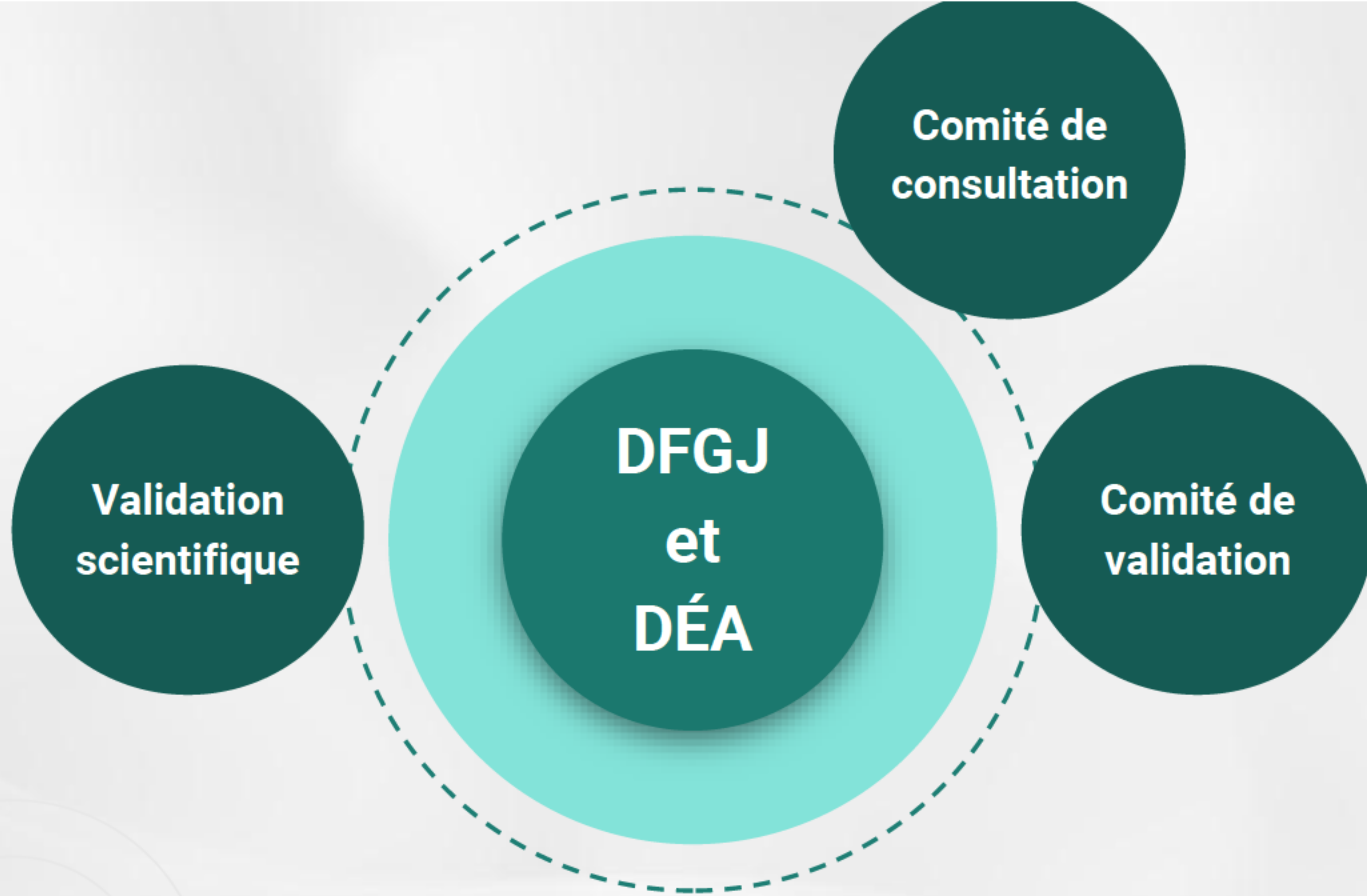 Comité de
consultation
Validation
scientifique
DFGJ
et
DÉA
Comité de
validation